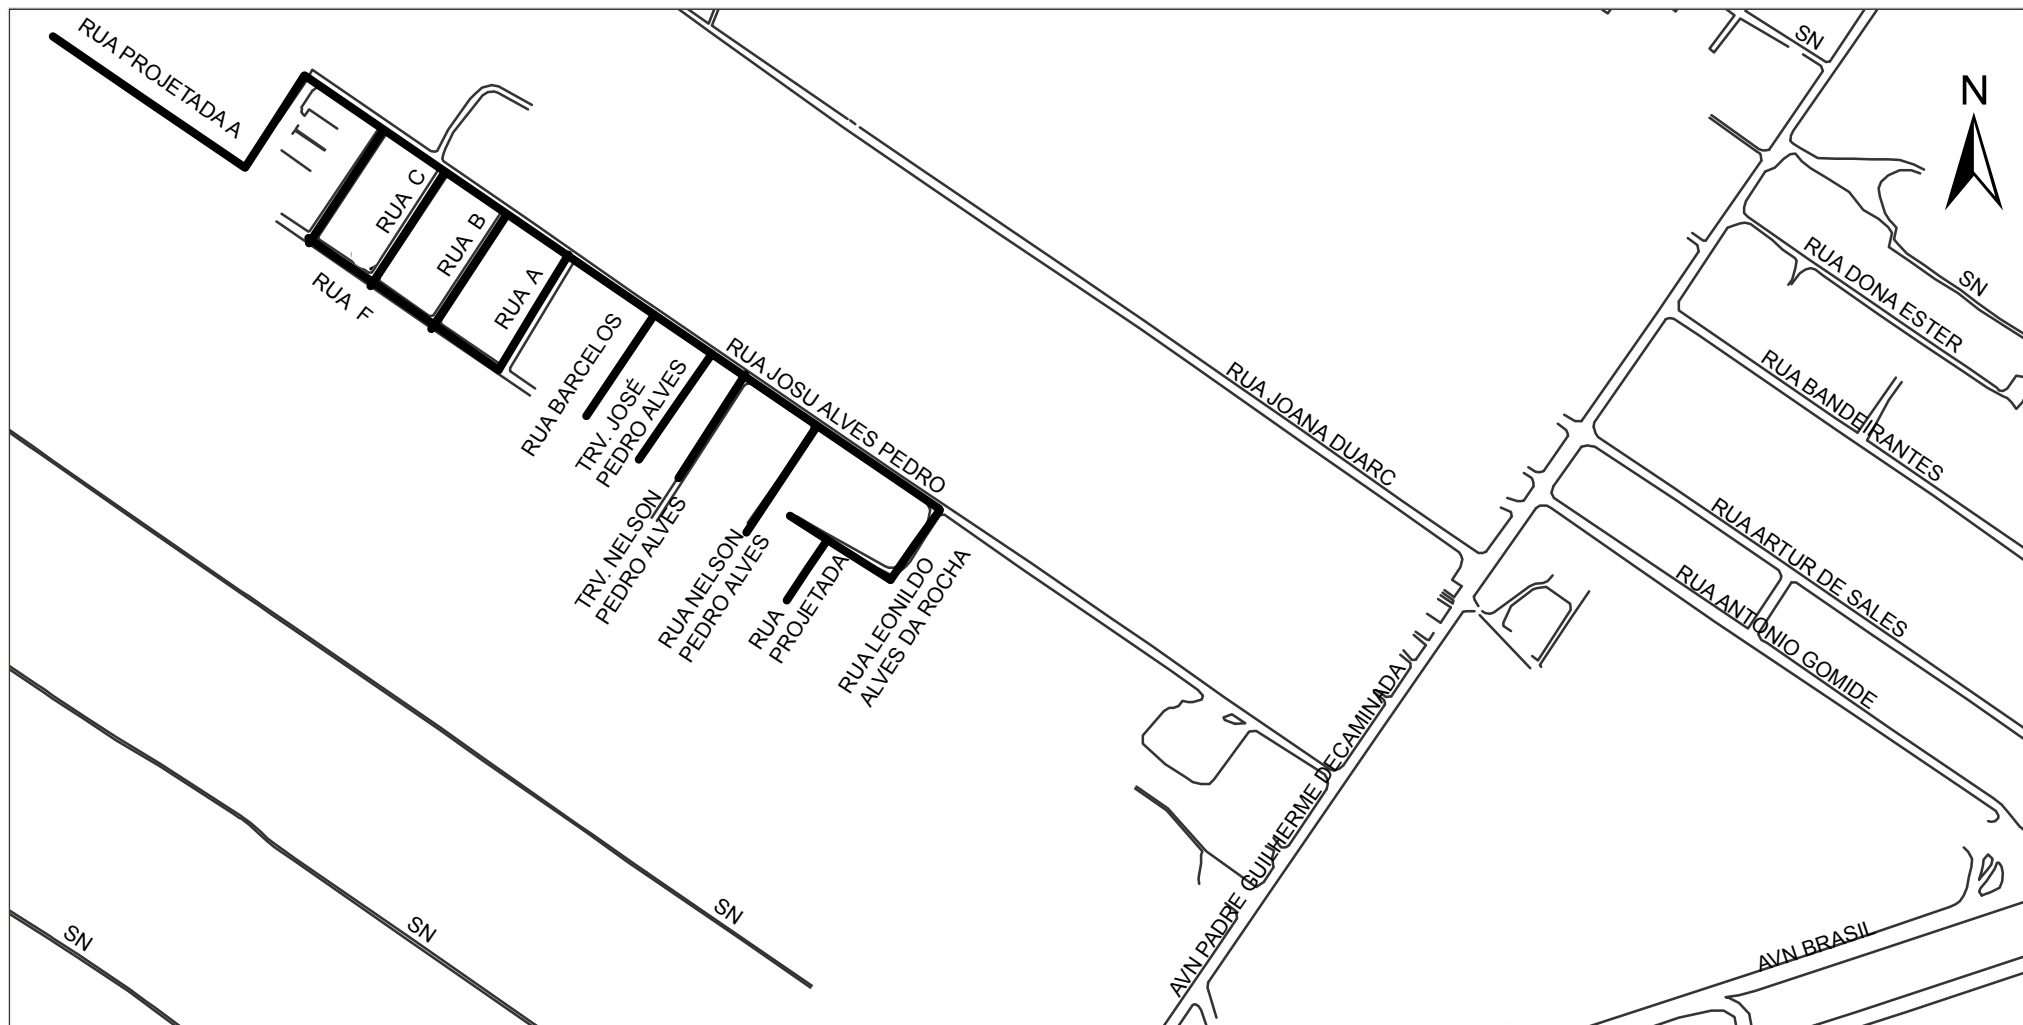 RUA PROJETADA A
SN
N
RUA C
RUA B
RUA A
RUA F
RUA DONA ESTER
SN
RUA BARCELOS
TRV. JOSÉ
PEDRO ALVES
RUA JOSU ALVES PEDRO
RUA JOANA DUARC
RUA BANDEIRANTES
TRV. NELSON
PEDRO ALVES
RUA NELSON
PEDRO ALVES
RUA
PROJETADA
RUA LEONILDO
ALVES DA ROCHA
RUA ARTUR DE SALES
RUA ANTONIO GOMIDE
AVN PADRE GUILHERME DECAMINADA
SN
SN
SN
AVN BRASIL